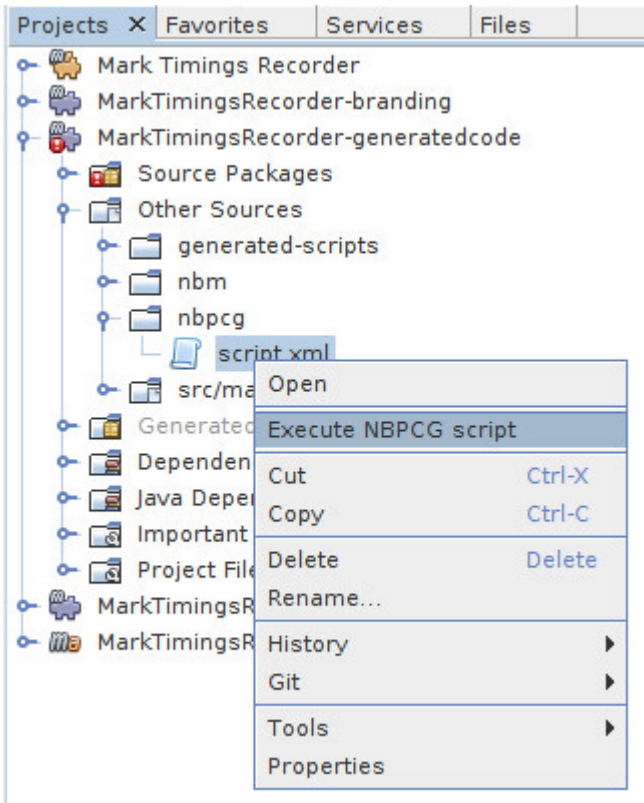 Projects X Favorites Services Files
Mark Timings Recorder
MarkTimingsRecorder-branding
MarkTimingsRecorder-generatedcode
Source Packages
Other Sources
generated-scripts
nbm
nbpcg
script.xml
src/ma
Open
Generated
Execute NBPCG script
Dependen
Cut Ctrl-X
Java Deper
Copy Ctrl-C
Important
Project File
Delete Delete
MarkTimingsR
Rename...
MarkTimingsR
History
Git
Tools
Properties